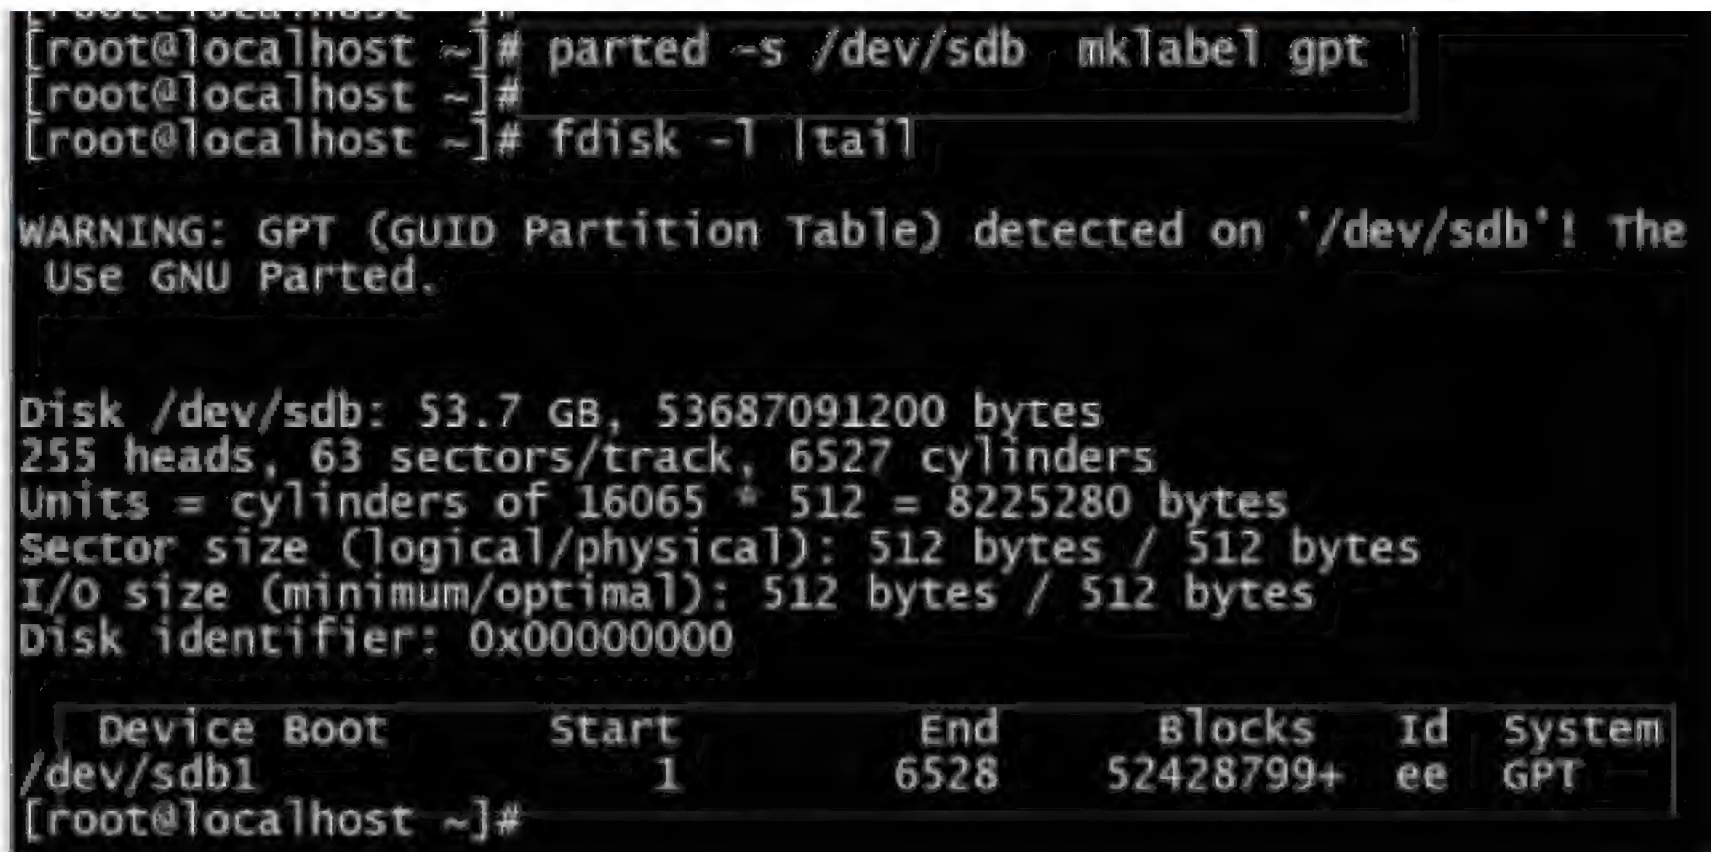 [root@localhost ~]#
[root@localhost ~]# parted -s /dev/sdb  mklabel gpt
[root@localhost ~]#
[root@localhost ~]# fdisk -l |tail
WARNING: GPT (GUID Partition Table) detected on '/dev/sdb'! The
 Use GNU Parted.
Disk /dev/sdb: 53.7 GB, 53687091200 bytes
255 heads, 63 sectors/track, 6527 cylinders
Units = cylinders of 16065 * 512 = 8225280 bytes
Sector size (logical/physical): 512 bytes / 512 bytes
I/O size (minimum/optimal): 512 bytes / 512 bytes
Disk identifier: 0x00000000
   Device Boot      Start         End      Blocks   Id  System
/dev/sdb1               1        6528    52428799+  ee  GPT
[root@localhost ~]#